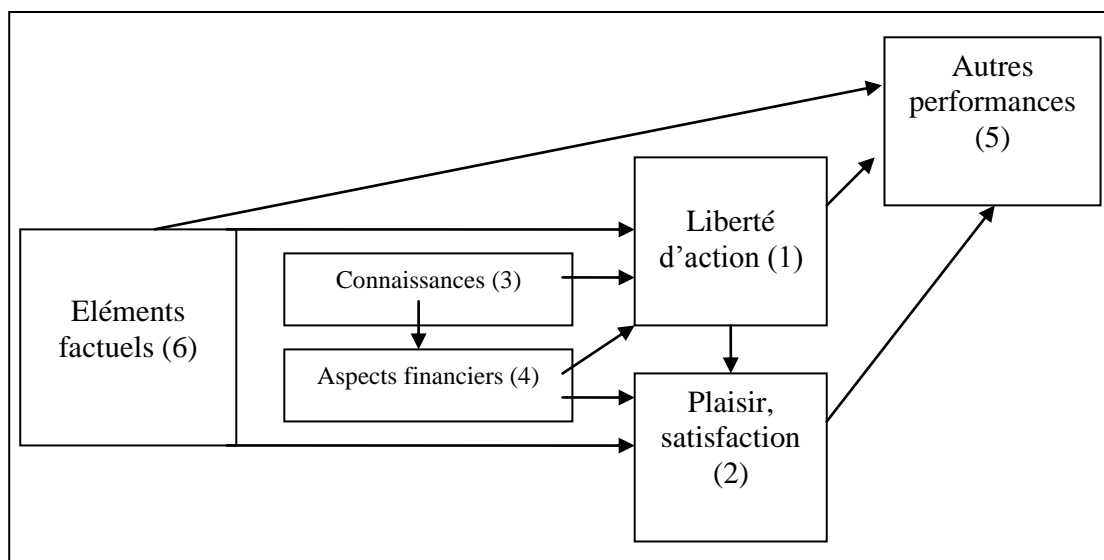 Autres
performances
(5)
Liberté
d’action (1)
Connaissances (3)
Eléments
factuels (6)
Aspects financiers (4)
Plaisir,
satisfaction
(2)